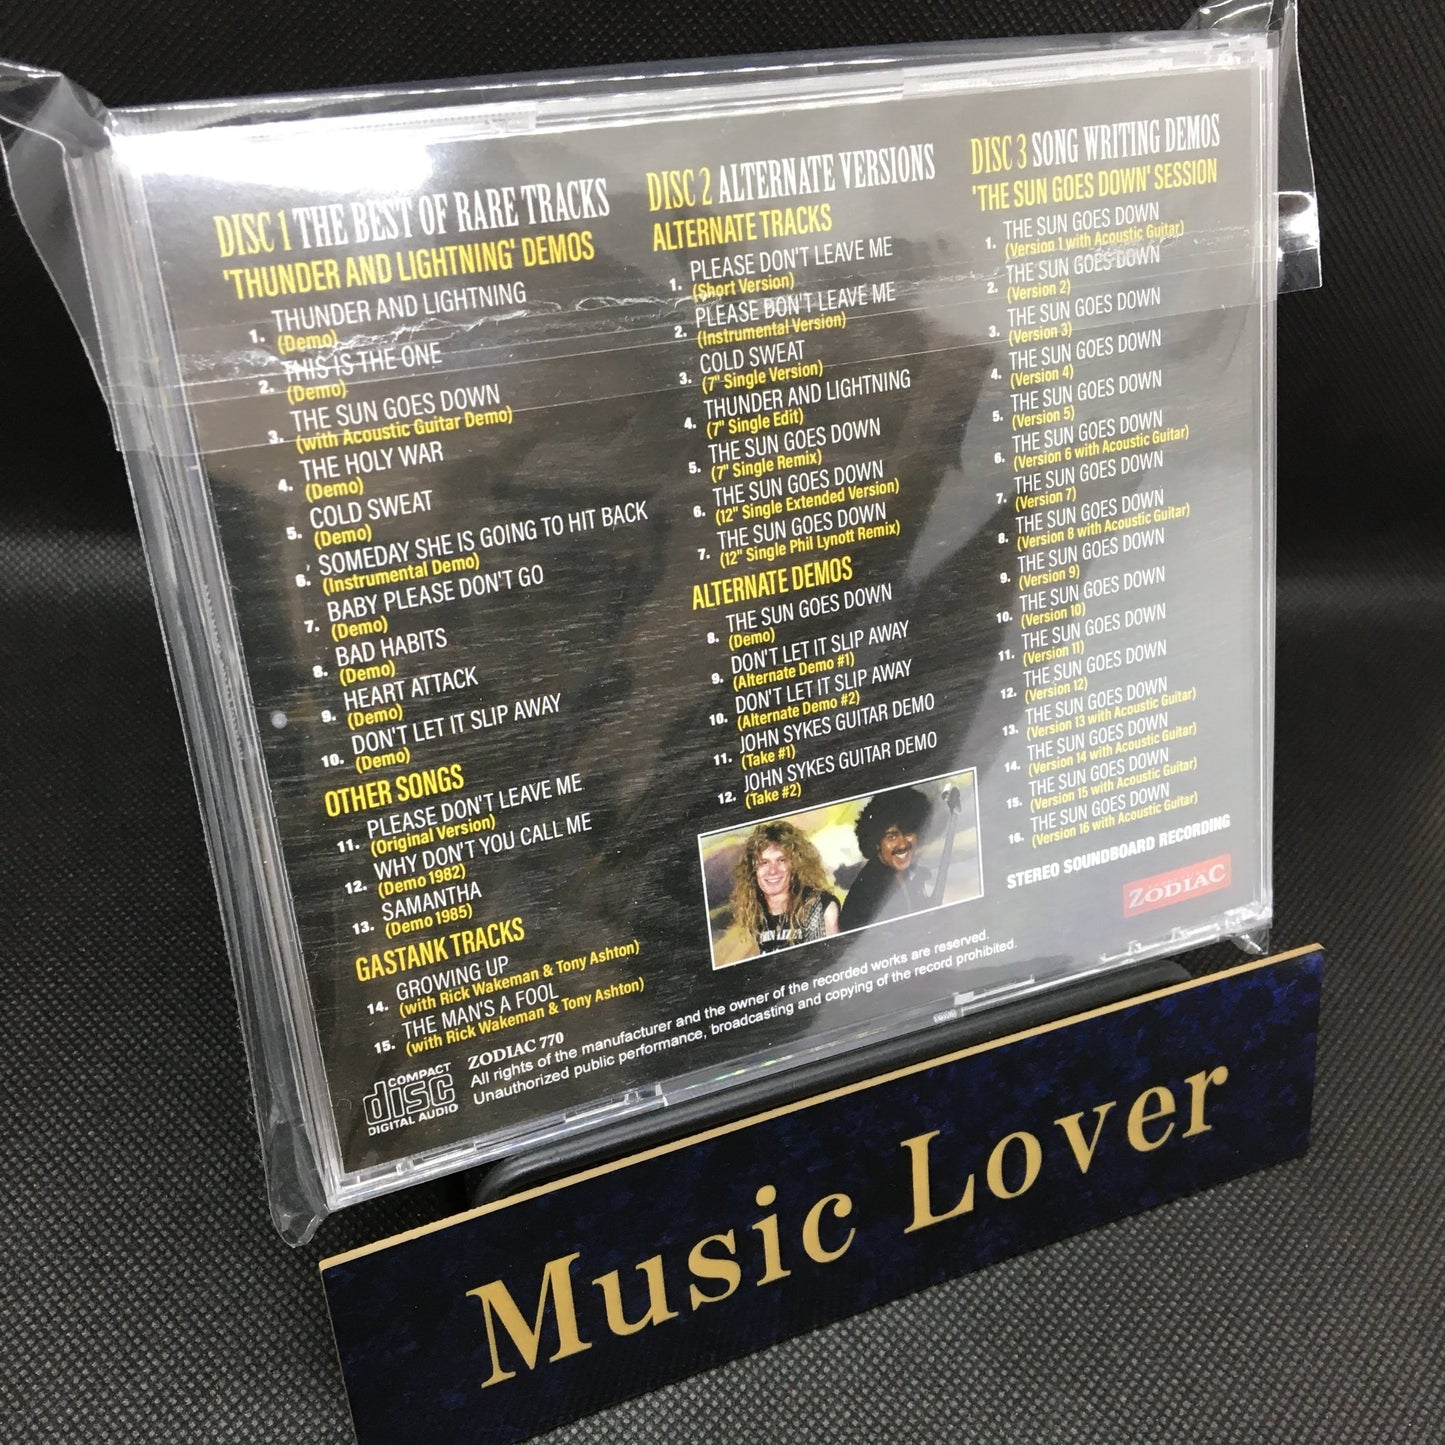 DISC 1 THE BEST OF RARE TRACKS
'THUNDER AND LIGHTNING' DEMOS
1. THUNDER AND LIGHTNING
(Demo)
2. THIS IS THE ONE
(Demo)
3. THE SUN GOES DOWN
(with Acoustic Guitar Demo)
4. THE HOLY WAR
(Demo)
5. COLD SWEAT
(Demo)
6. SOMEDAY SHE IS GOING TO HIT BACK
(Instrumental Demo)
7. BABY PLEASE DON'T GO
(Demo)
8. BAD HABITS
(Demo)
9. HEART ATTACK
(Demo)
10. DON'T LET IT SLIP AWAY
(Demo)
OTHER SONGS
11. PLEASE DON'T LEAVE ME
(Original Version)
12. WHY DON'T YOU CALL ME
(Demo 1982)
13. SAMANTHA
(Demo 1985)
GASTANK TRACKS
14. GROWING UP
(with Rick Wakeman & Tony Ashton)
15. THE MAN'S A FOOL
(with Rick Wakeman & Tony Ashton)
DISC 2 ALTERNATE VERSIONS
ALTERNATE TRACKS
1. PLEASE DON'T LEAVE ME
(Short Version)
2. PLEASE DON'T LEAVE ME
(Instrumental Version)
3. COLD SWEAT
(7" Single Version)
4. THUNDER AND LIGHTNING
(7" Single Edit)
5. THE SUN GOES DOWN
(7" Single Remix)
6. THE SUN GOES DOWN
(12" Single Extended Version)
7. THE SUN GOES DOWN
(12" Single Phil Lynott Remix)
ALTERNATE DEMOS
8. THE SUN GOES DOWN
(Demo)
9. DON'T LET IT SLIP AWAY
(Alternate Demo #1)
10. DON'T LET IT SLIP AWAY
(Alternate Demo #2)
11. JOHN SYKES GUITAR DEMO
(Take #1)
12. JOHN SYKES GUITAR DEMO
(Take #2)
DISC 3 SONG WRITING DEMOS
'THE SUN GOES DOWN' SESSION
1. THE SUN GOES DOWN
(Version 1 with Acoustic Guitar)
2. THE SUN GOES DOWN
(Version 2)
3. THE SUN GOES DOWN
(Version 3)
4. THE SUN GOES DOWN
(Version 4)
5. THE SUN GOES DOWN
(Version 5)
6. THE SUN GOES DOWN
(Version 6 with Acoustic Guitar)
7. THE SUN GOES DOWN
(Version 7)
8. THE SUN GOES DOWN
(Version 8 with Acoustic Guitar)
9. THE SUN GOES DOWN
(Version 9)
10. THE SUN GOES DOWN
(Version 10)
11. THE SUN GOES DOWN
(Version 11)
12. THE SUN GOES DOWN
(Version 12)
13. THE SUN GOES DOWN
(Version 13 with Acoustic Guitar)
14. THE SUN GOES DOWN
(Version 14 with Acoustic Guitar)
15. THE SUN GOES DOWN
(Version 15 with Acoustic Guitar)
16. THE SUN GOES DOWN
(Version 16 with Acoustic Guitar)
STEREO SOUNDBOARD RECORDING
ZODIAC
COMPACT
disc
DIGITAL AUDIO
ZODIAC 770
All rights of the manufacturer and the owner of the recorded works are reserved.
Unauthorized public performance, broadcasting and copying of the record prohibited.
Music Lover